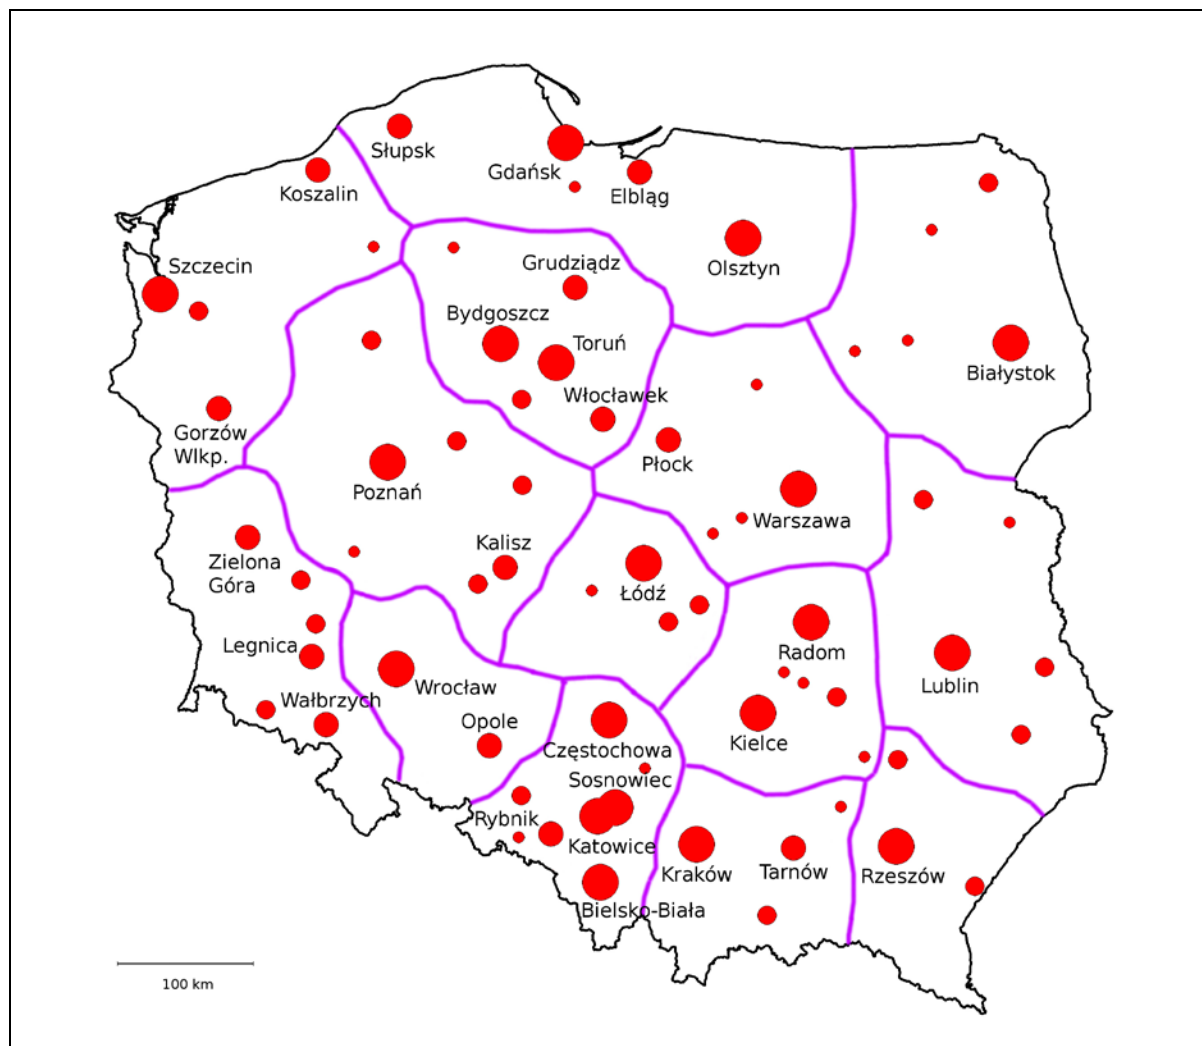 Słupsk
Gdańsk
Koszalin
Elbląg
Szczecin
Grudziądz
Olsztyn
Bydgoszcz
Toruń
Białystok
Włocławek
Gorzów
Wlkp.
Płock
Poznań
Warszawa
Kalisz
Zielona
Góra
Łódź
Legnica
Radom
Lublin
Wałbrzych
Wrocław
Opole
Kielce
Częstochowa
Sosnowiec
Rybnik
Katowice
Kraków
Tarnów
Rzeszów
Bielsko-Biała
100 km